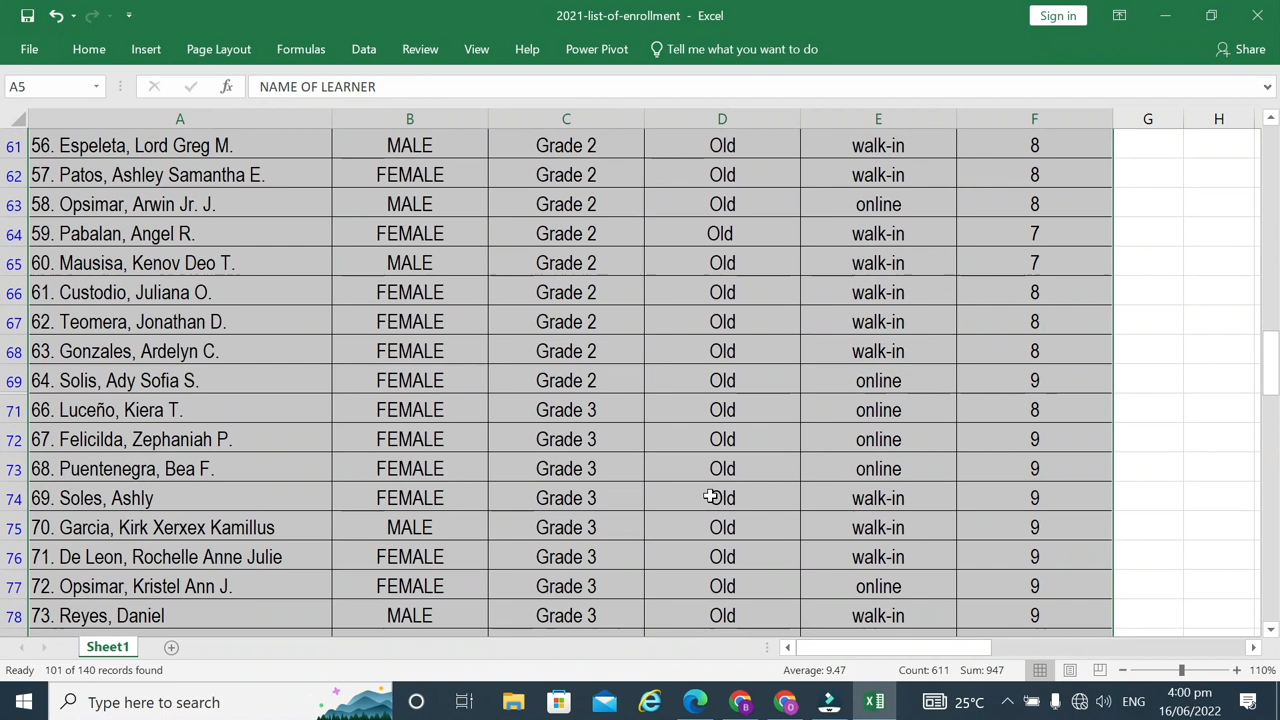 2021-list-of-enrollment - Excel
Sign in
File Home Insert Page Layout Formulas Data Review View Help Power Pivot Tell me what you want to do Share
A5 fx NAME OF LEARNER
A B C D E F G H
61 56. Espeleta, Lord Greg M. MALE Grade 2 Old walk-in 8
62 57. Patos, Ashley Samantha E. FEMALE Grade 2 Old walk-in 8
63 58. Opsimar, Arwin Jr. J. MALE Grade 2 Old online 8
64 59. Pabalan, Angel R. FEMALE Grade 2 Old walk-in 7
65 60. Mausisa, Kenov Deo T. MALE Grade 2 Old walk-in 7
66 61. Custodio, Juliana O. FEMALE Grade 2 Old walk-in 8
67 62. Teomera, Jonathan D. FEMALE Grade 2 Old walk-in 8
68 63. Gonzales, Ardelyn C. FEMALE Grade 2 Old walk-in 8
69 64. Solis, Ady Sofia S. FEMALE Grade 2 Old online 9
71 66. Luceño, Kiera T. FEMALE Grade 3 Old online 8
72 67. Felicilda, Zephaniah P. FEMALE Grade 3 Old online 9
73 68. Puentenegra, Bea F. FEMALE Grade 3 Old online 9
74 69. Soles, Ashly FEMALE Grade 3 Old walk-in 9
75 70. Garcia, Kirk Xerxex Kamillus MALE Grade 3 Old walk-in 9
76 71. De Leon, Rochelle Anne Julie FEMALE Grade 3 Old walk-in 9
77 72. Opsimar, Kristel Ann J. FEMALE Grade 3 Old online 9
78 73. Reyes, Daniel MALE Grade 3 Old walk-in 9
Sheet1
Ready 101 of 140 records found Average: 9.47 Count: 611 Sum: 947 110%
Type here to search 25°C ENG 4:00 pm
16/06/2022